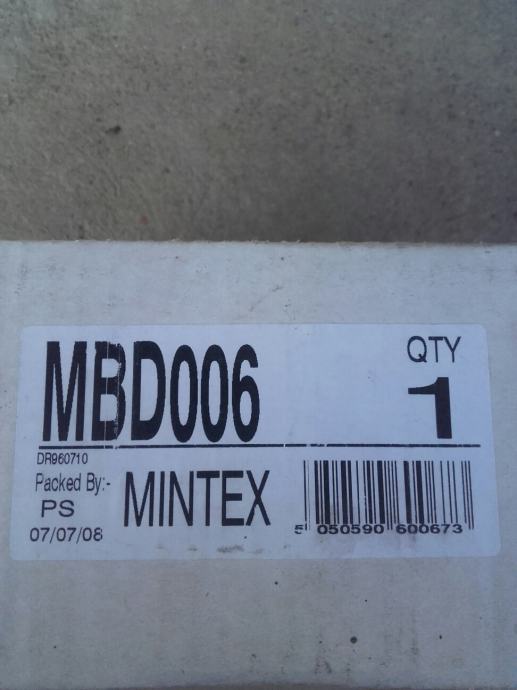 MBD006
QTY
1
DR960710
Packed By:-
PS
07/07/08
MINTEX
5 050590 600673